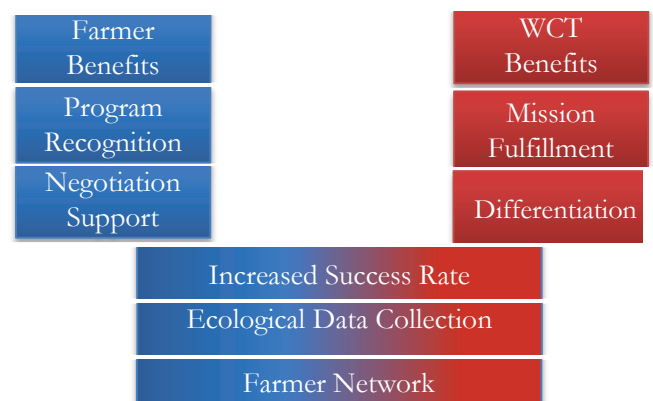 Farmer
Benefits
Program
Recognition
Negotiation
Support
WCT
Benefits
Mission
Fulfillment
Differentiation
Increased Success Rate
Ecological Data Collection
Farmer Network